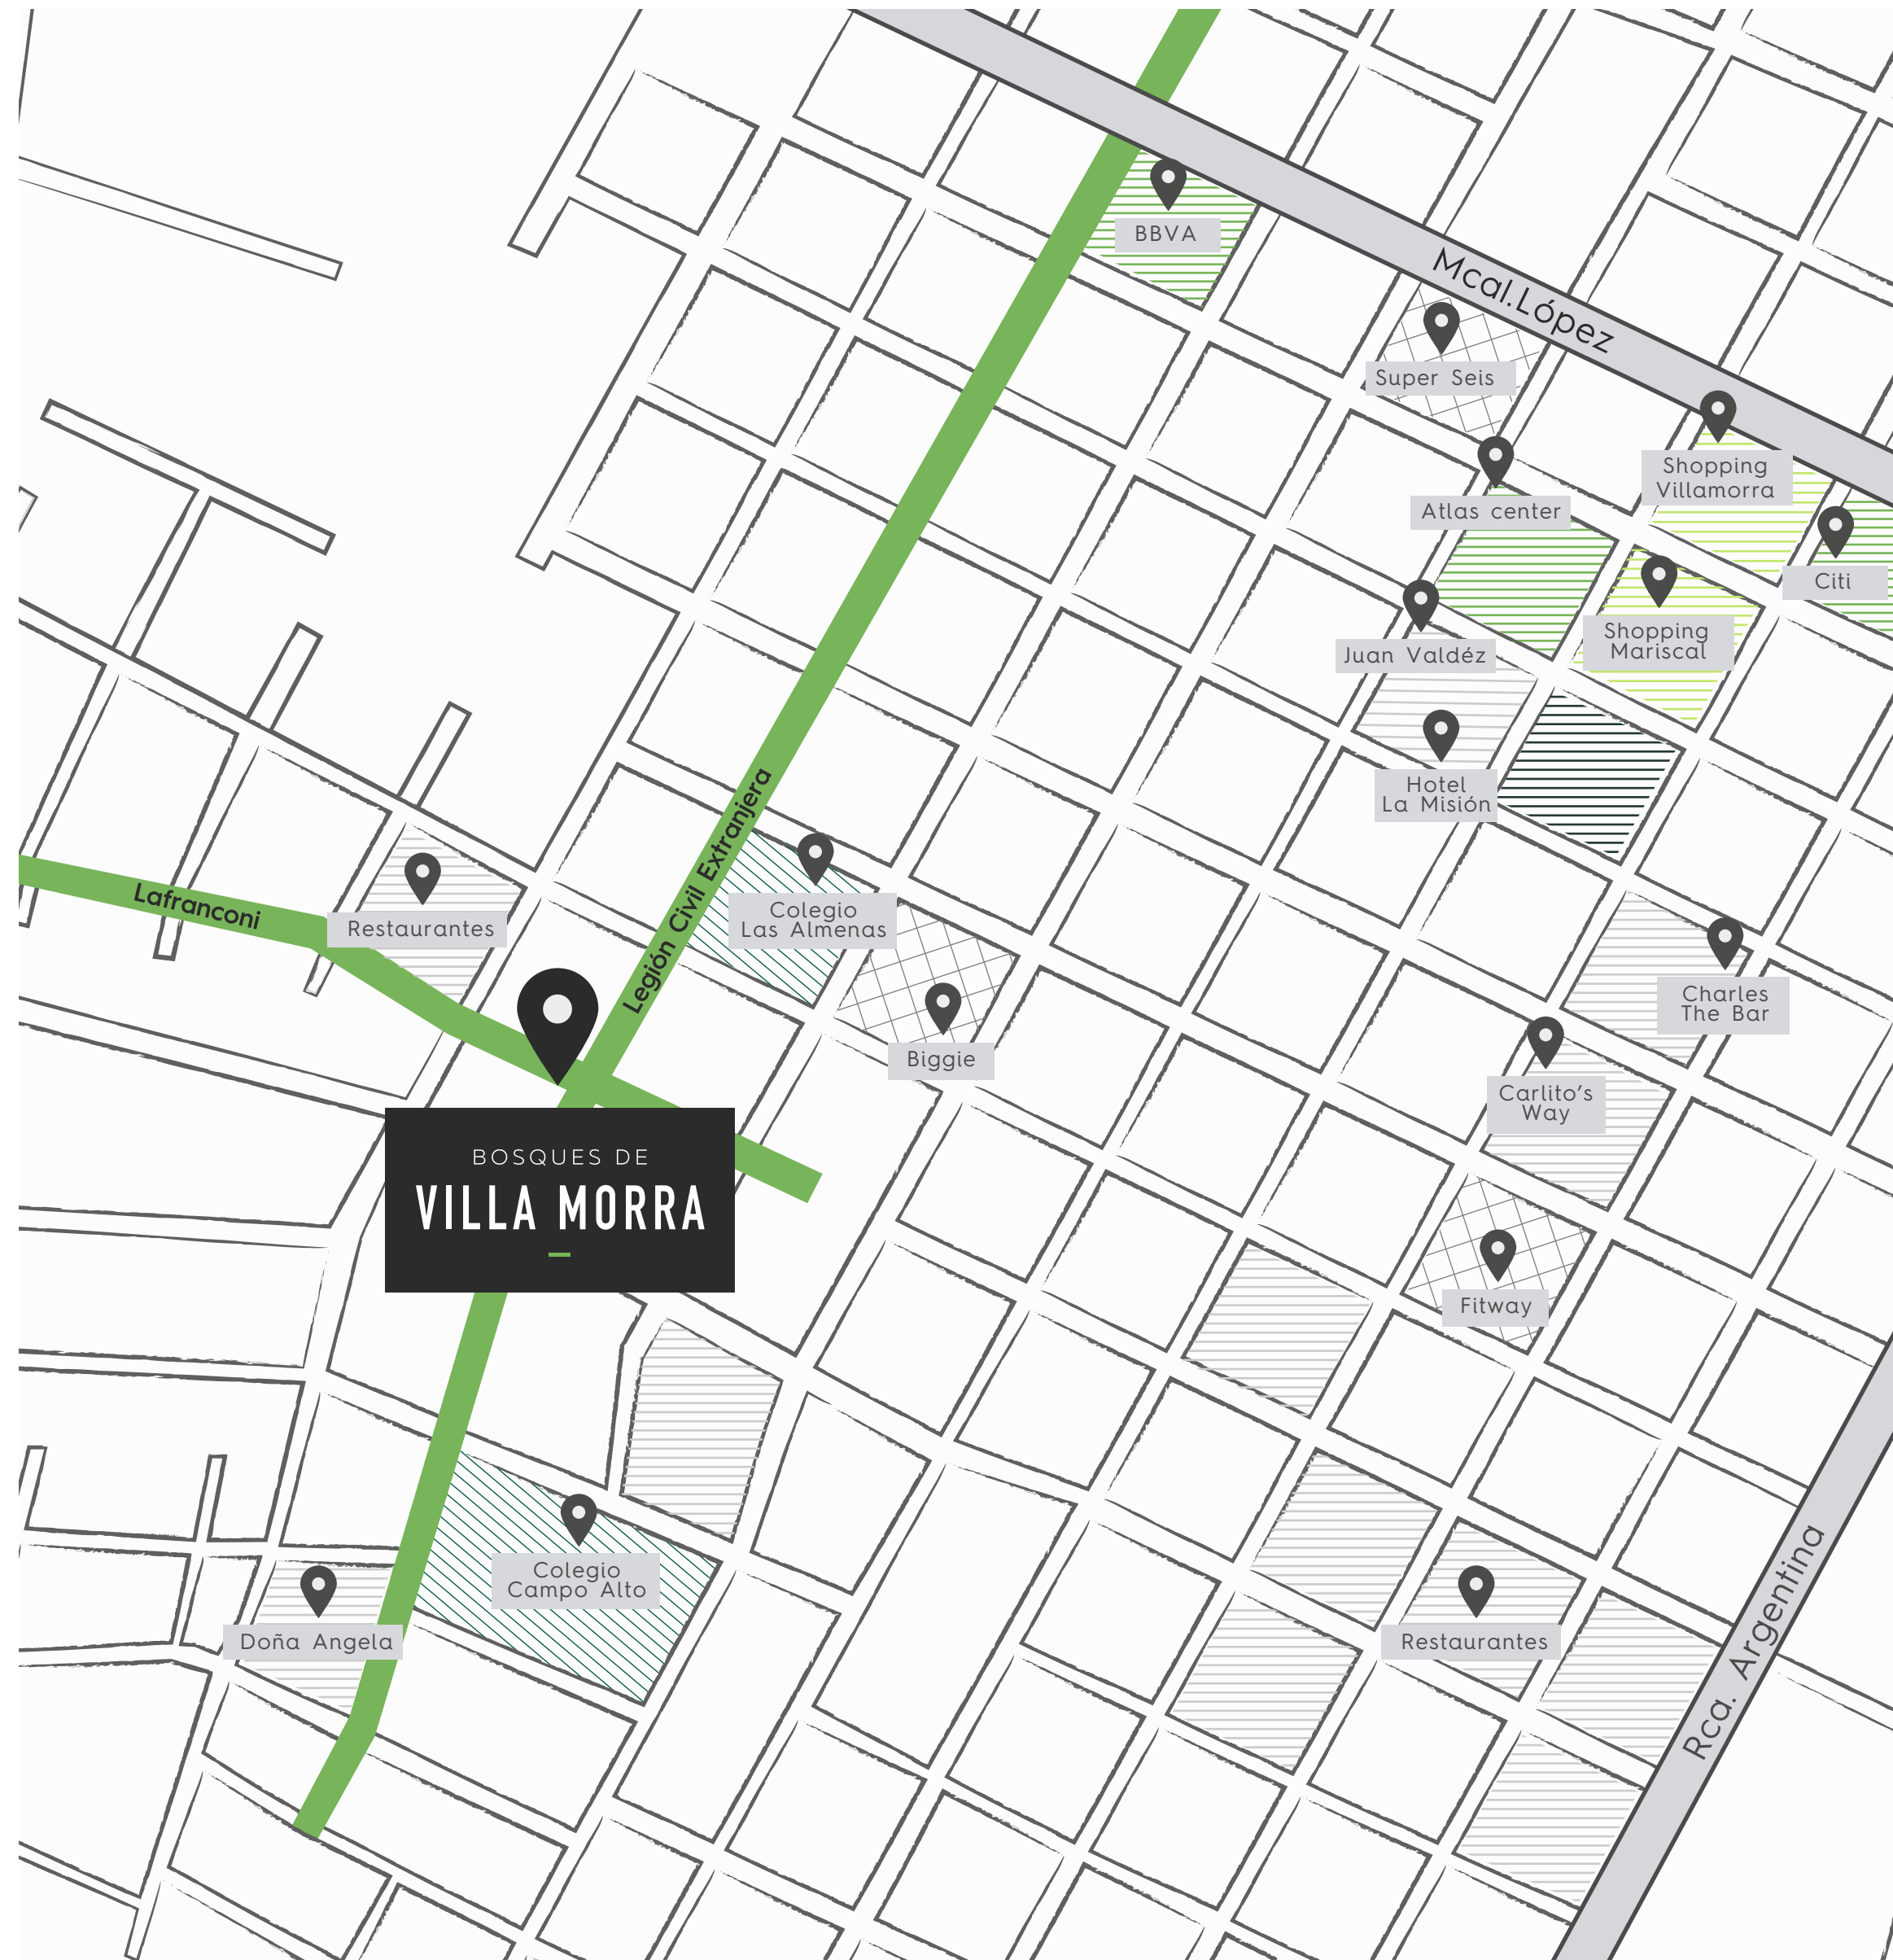 BBVA
Mcal.López
Super Seis
Shopping
Villamorra
Atlas center
Citi
Shopping
Mariscal
Juan Valdéz
Hotel
La Misión
Legión Civil Extranjera
Lafranconi
Restaurantes
Colegio
Las Almenas
Biggie
Charles
The Bar
Carlito’s
Way
BOSQUES DE
VILLA MORRA
Fitway
Colegio
Campo Alto
Doña Angela
Restaurantes
Rca. Argentina